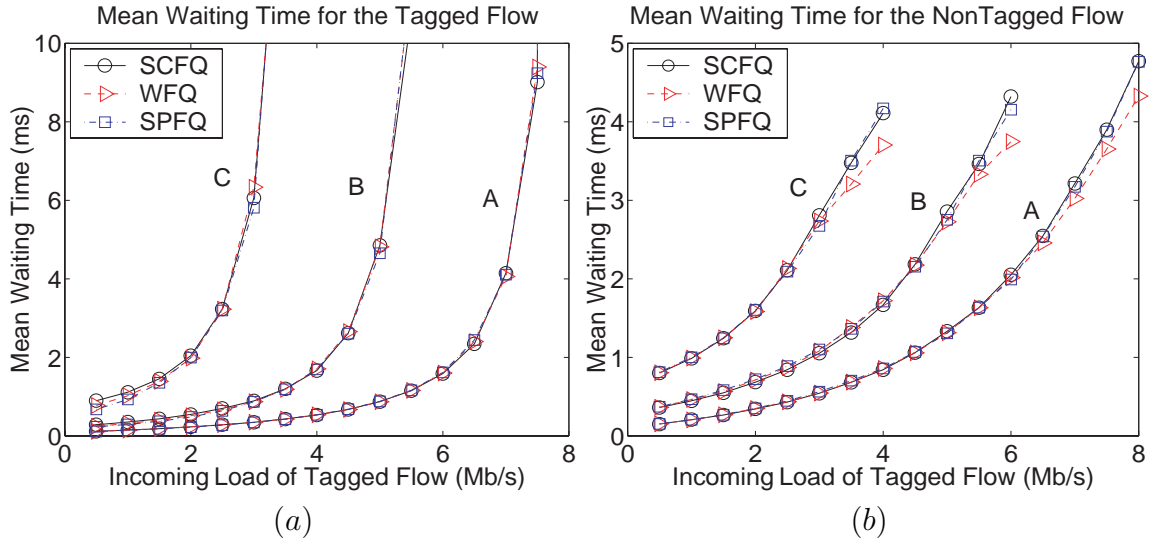 Mean Waiting Time for the Tagged Flow
10
8
6
4
2
0
Mean Waiting Time (ms)
SCFQ
WFQ
SPFQ
C
B
A
0
2
4
6
8
Incoming Load of Tagged Flow (Mb/s)
(a)
Mean Waiting Time for the NonTagged Flow
5
4
3
2
1
0
Mean Waiting Time (ms)
SCFQ
WFQ
SPFQ
C
B
A
0
2
4
6
8
Incoming Load of Tagged Flow (Mb/s)
(b)